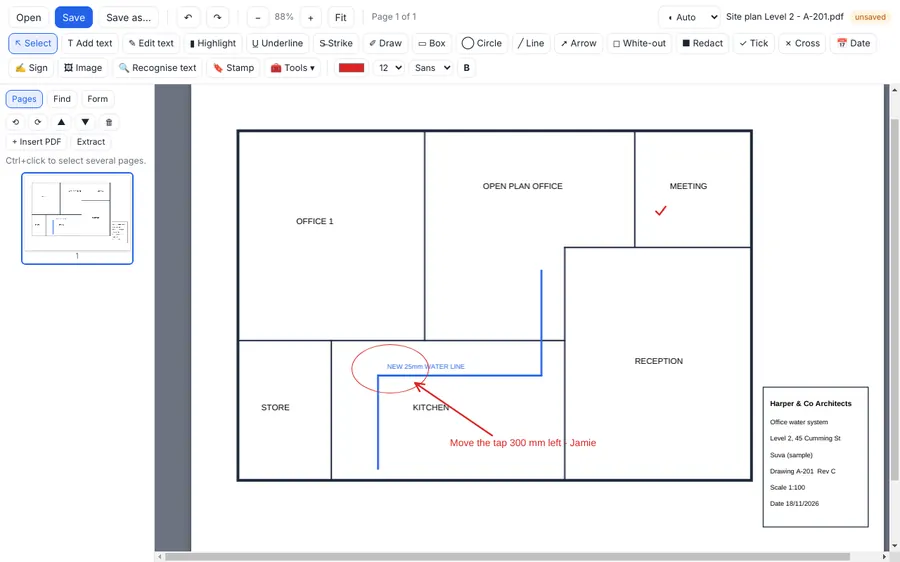 Open Save Save as... ↶ ↷ − 88% + Fit Page 1 of 1 Auto Site plan Level 2 - A-201.pdf unsaved
Select T Add text Edit text Highlight U Underline S Strike Draw Box Circle Line Arrow White-out Redact Tick Cross Date
Sign Image Recognise text Stamp Tools ▾ 12 Sans B
Pages Find Form
+ Insert PDF Extract
Ctrl+click to select several pages.
1
OPEN PLAN OFFICE
MEETING
OFFICE 1
RECEPTION
NEW 25mm WATER LINE
STORE
KITCHEN
Move the tap 300 mm left - Jamie
Harper & Co Architects
Office water system
Level 2, 45 Cumming St
Suva (sample)
Drawing A-201 Rev C
Scale 1:100
Date 18/11/2026